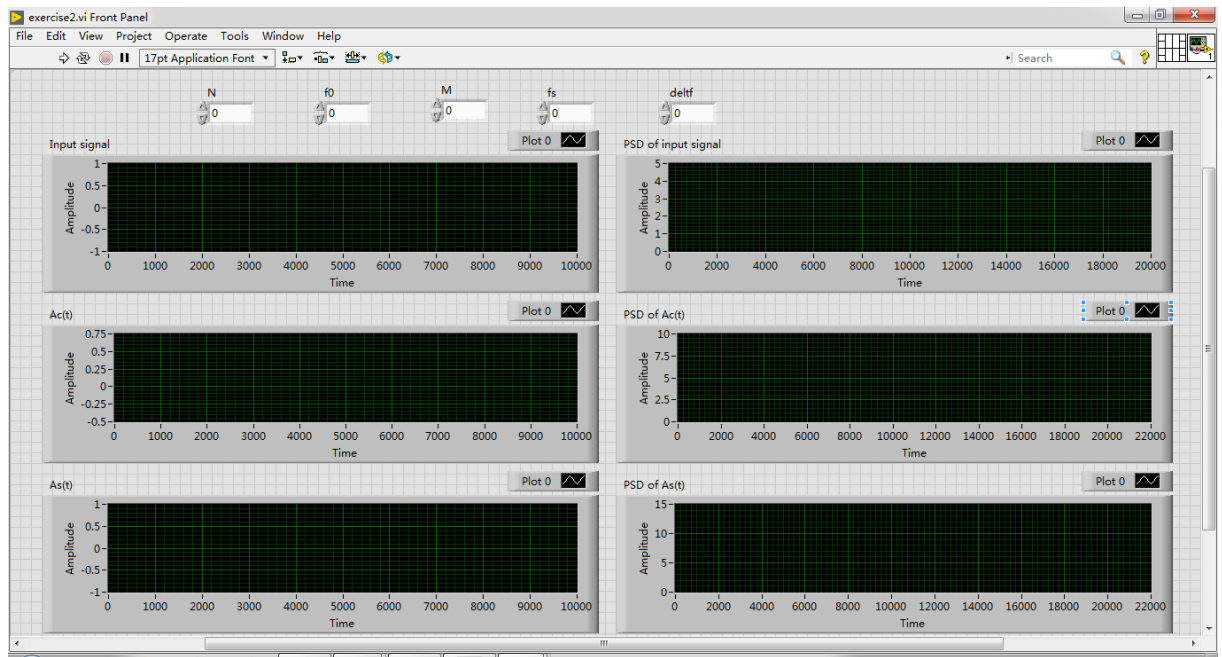 exercise2.vi Front Panel
File Edit View Project Operate Tools Window Help
17pt Application Font
Search
1
N f0 M fs deltf
0 0 0 0 0
Input signal
Plot 0
Amplitude
1
0.5
0
-0.5
-1
0 1000 2000 3000 4000 5000 6000 7000 8000 9000 10000
Time
PSD of input signal
Plot 0
Amplitude
5
4
3
2
1
0
0 2000 4000 6000 8000 10000 12000 14000 16000 18000 20000
Time
Ac(t)
Plot 0
Amplitude
0.75
0.5
0.25
0
-0.25
-0.5
0 1000 2000 3000 4000 5000 6000 7000 8000 9000 10000
Time
PSD of Ac(t)
Plot 0
Amplitude
10
7.5
5
2.5
0
0 2000 4000 6000 8000 10000 12000 14000 16000 18000 20000 22000
Time
As(t)
Plot 0
Amplitude
1
0.5
0
-0.5
-1
0 1000 2000 3000 4000 5000 6000 7000 8000 9000 10000
Time
PSD of As(t)
Plot 0
Amplitude
15
10
5
0
0 2000 4000 6000 8000 10000 12000 14000 16000 18000 20000 22000
Time